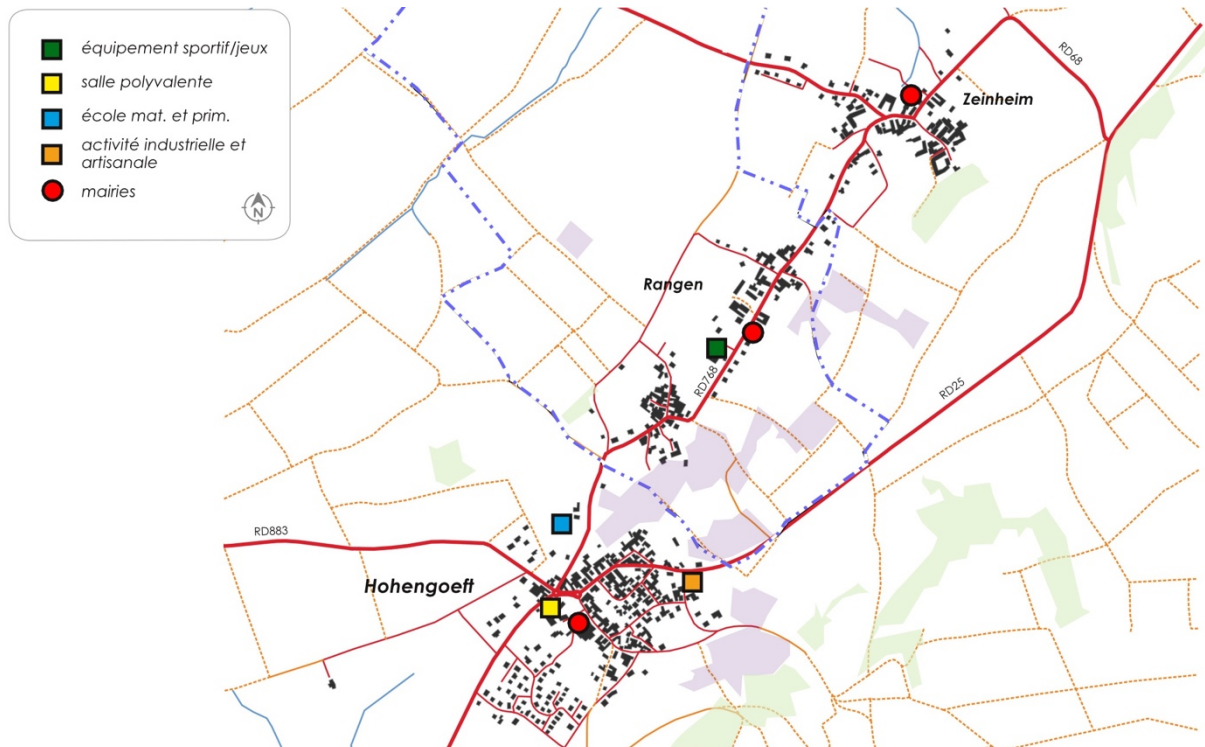 équipement sportif/jeux
salle polyvalente
école mat. et prim.
activité industrielle et
artisanale
mairies
N
RD68
Zeinheim
Rangen
RD768
RD25
RD883
Hohengoeft